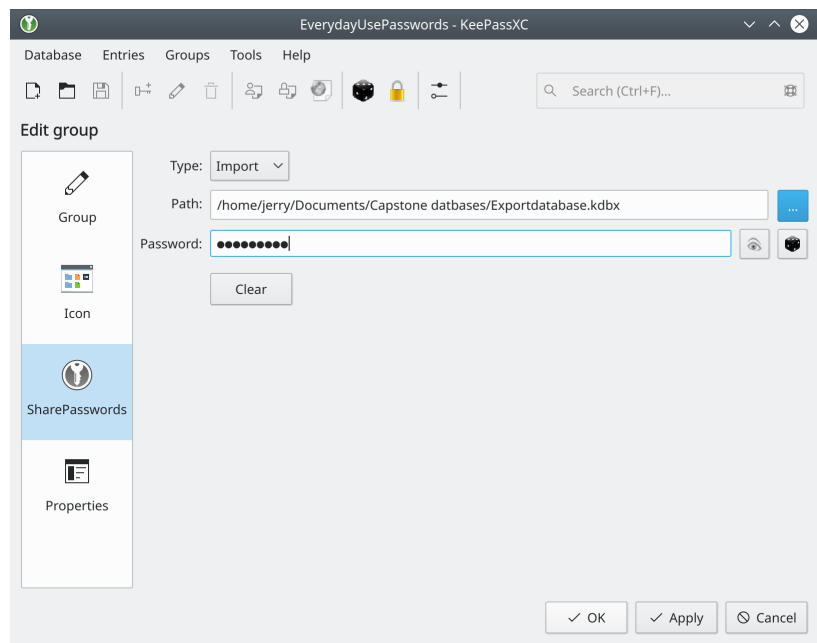 EverydayUsePasswords - KeePassXC
Database Entries Groups Tools Help
Search (Ctrl+F)...
Edit group
Group
Icon
SharePasswords
Properties
Type: Import
Path: /home/jerry/Documents/Capstone datbases/Exportdatabase.kdbx
...
Password: ●●●●●●●●●
Clear
OK Apply Cancel